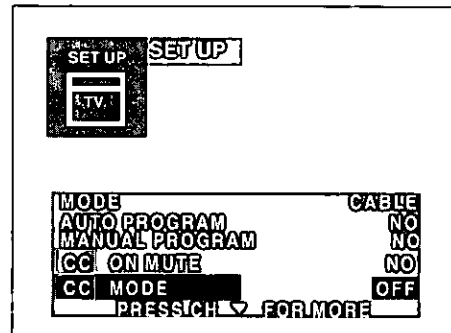 SET UP
SET UP
TV
MODE CABLE
AUTO PROGRAM NO
MANUAL PROGRAM NO
CC ON MUTE NO
CC MODE OFF
PRESS CH ▽ FOR MORE